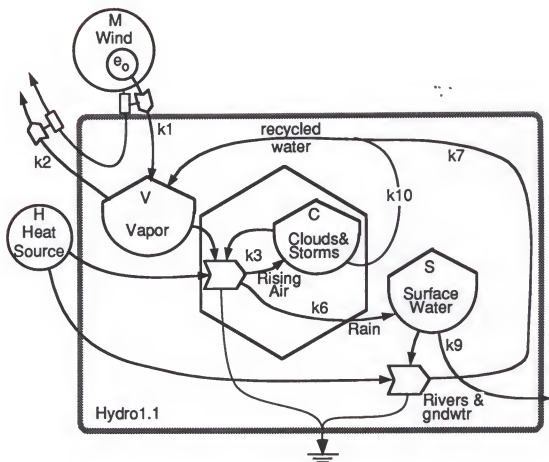 M
Wind
eo
k1
k2
recycled
water
k7
k10
V
Vapor
H
Heat
Source
C
Clouds&
Storms
k3
Rising
Air
k6
Rain
S
Surface
Water
k9
Rivers &
gndwtr
Hydro1.1